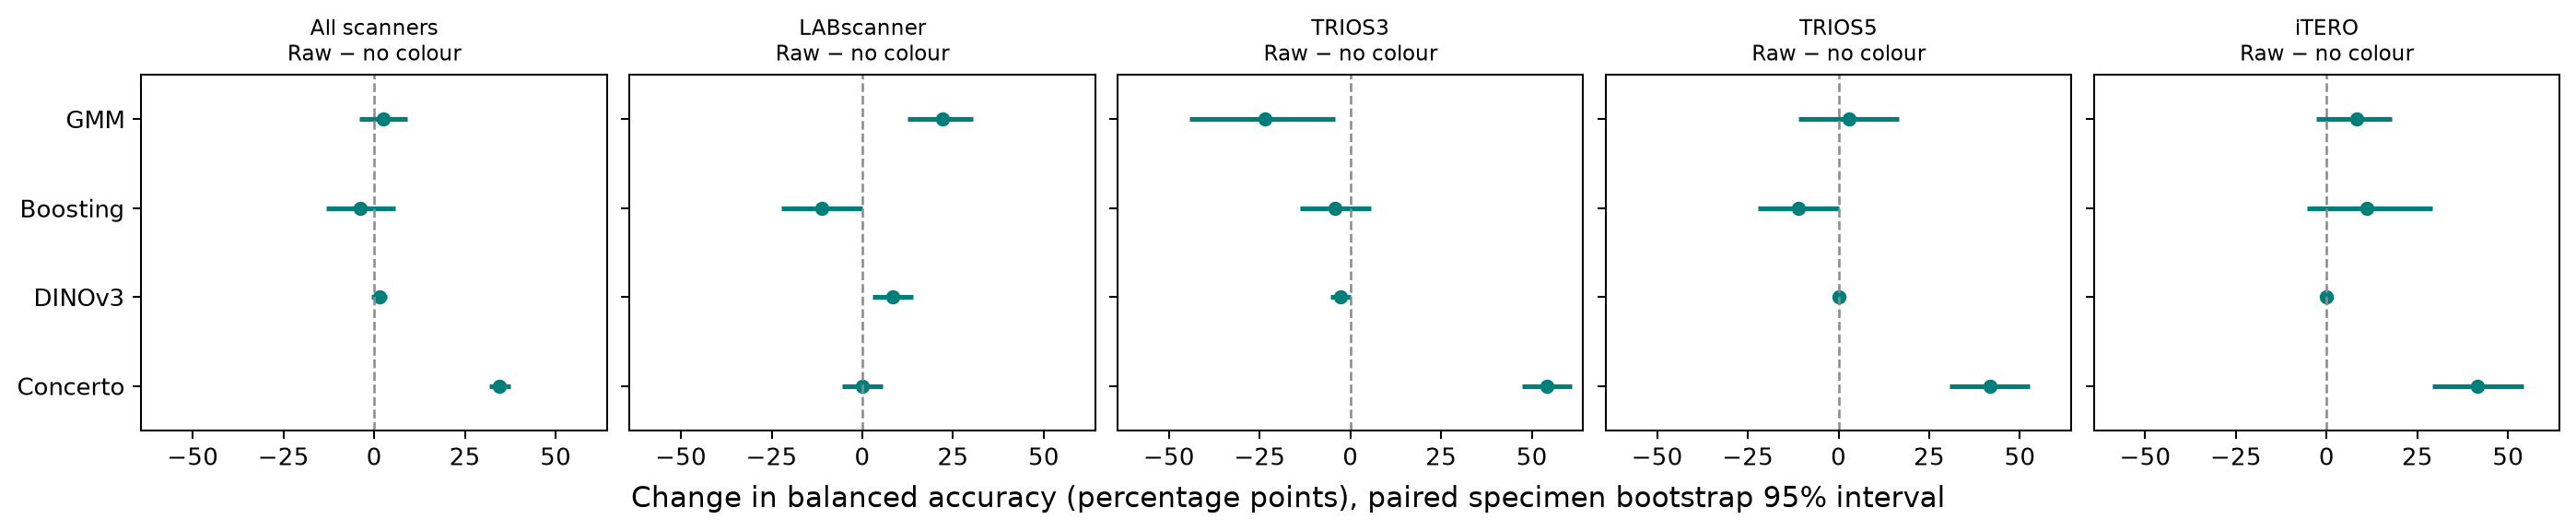 All scanners
Raw − no colour
LABscanner
Raw − no colour
TRIOS3
Raw − no colour
TRIOS5
Raw − no colour
iTERO
Raw − no colour
GMM
Boosting
DINOv3
Concerto
−50 −25 0 25 50
−50 −25 0 25 50
−50 −25 0 25 50
−50 −25 0 25 50
−50 −25 0 25 50
Change in balanced accuracy (percentage points), paired specimen bootstrap 95% interval